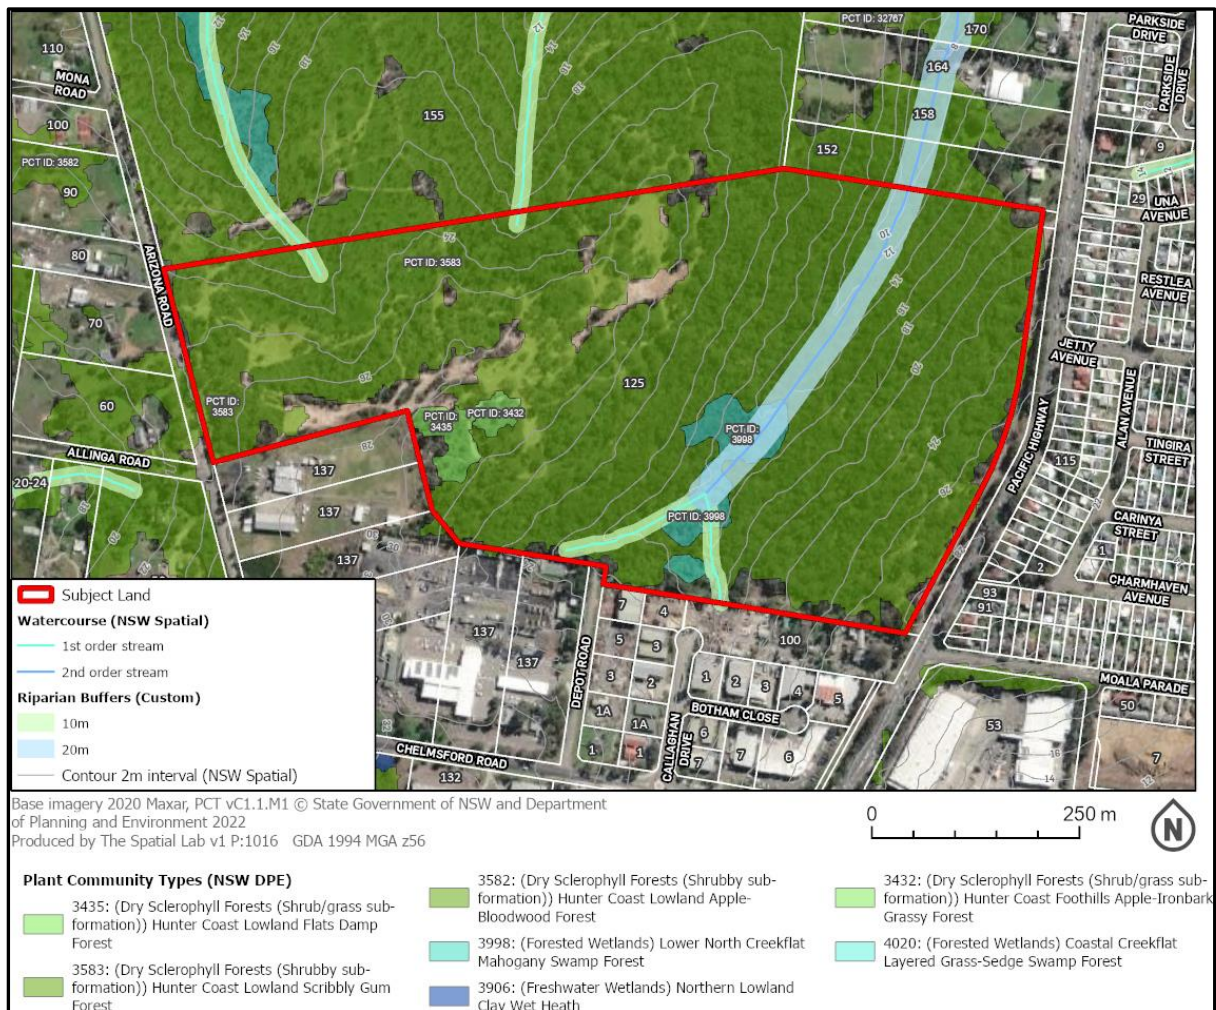 PCT ID: 32767
170
PARKSIDE
DRIVE
110
MONA
ROAD
164
PARKSIDE
DRIVE
155
158
100
152
9
PCT ID: 3582
90
29
UNA
AVENUE
80
ARIZONA ROAD
PCT ID: 3583
RESTLEA
AVENUE
70
JETTY
AVENUE
125
60
PCT ID:
3583
PCT ID:
3435
PCT ID: 3432
PCT ID:
3998
ALAN AVENUE
TINGIRA
STREET
ALLINGA ROAD
137
PACIFIC HIGHWAY
115
20-24
137
PCT ID: 3998
CARINYA
STREET
1
137
2
CHARMHAVEN
AVENUE
93
91
7
4
100
137
137
5
3
3
2
1
2
3
4
5
MOALA PARADE
50
DEPOT ROAD
1A
1A
BOTHAM CLOSE
53
1
1
CALLAGHAN
DRIVE
6
7
7
6
7
CHELMSFORD ROAD
132
Subject Land
Watercourse (NSW Spatial)
1st order stream
2nd order stream
Riparian Buffers (Custom)
10m
20m
Contour 2m interval (NSW Spatial)
Base imagery 2020 Maxar, PCT vC1.1.M1 © State Government of NSW and Department
of Planning and Environment 2022
Produced by The Spatial Lab v1 P:1016 GDA 1994 MGA z56
0 250 m
N
Plant Community Types (NSW DPE)
3435: (Dry Sclerophyll Forests (Shrub/grass sub-
formation)) Hunter Coast Lowland Flats Damp
Forest
3583: (Dry Sclerophyll Forests (Shrubby sub-
formation)) Hunter Coast Lowland Scribbly Gum
Forest
3582: (Dry Sclerophyll Forests (Shrubby sub-
formation)) Hunter Coast Lowland Apple-
Bloodwood Forest
3998: (Forested Wetlands) Lower North Creekflat
Mahogany Swamp Forest
3906: (Freshwater Wetlands) Northern Lowland
Clay Wet Heath
3432: (Dry Sclerophyll Forests (Shrub/grass sub-
formation)) Hunter Coast Foothills Apple-Ironbark
Grassy Forest
4020: (Forested Wetlands) Coastal Creekflat
Layered Grass-Sedge Swamp Forest